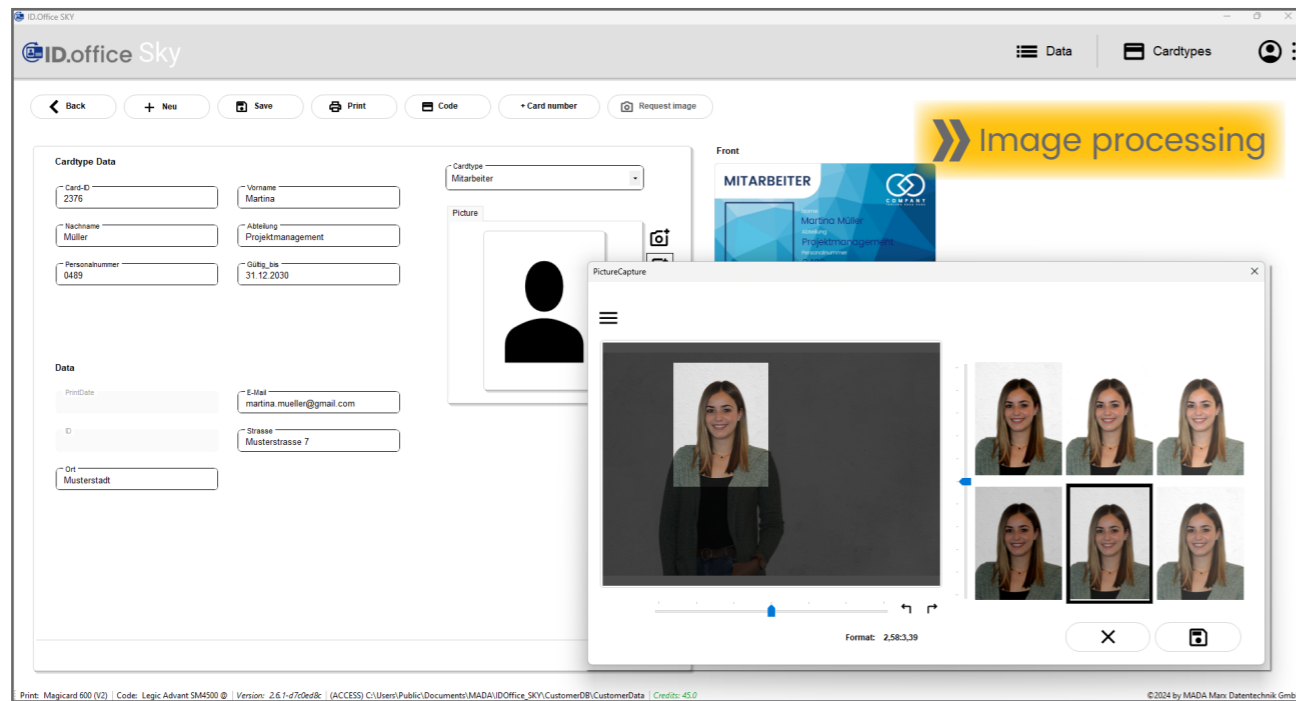 ID.Office SKY
ID.office Sky
Data
Cardtypes
Back
+ Neu
Save
Print
Code
+ Card number
Request image
Image processing
Cardtype Data
Card-ID
2376
Vorname
Martina
Nachname
Müller
Abteilung
Projektmanagement
Personalnummer
0489
Gültig_bis
31.12.2030
Cardtype
Mitarbeiter
Picture
Front
MITARBEITER
COMPANY
Name
Martina Müller
Abteilung
Projektmanagement
Personalnummer
Data
PrintDate
E-Mail
martina.mueller@gmail.com
ID
Strasse
Musterstrasse 7
Ort
Musterstadt
PictureCapture
Format: 2,58:3,39
Print: Magicard 600 (V2) | Code: Legic Advant SM4500 @ | Version: 2.6.1-d7c0ed8c | (ACCESS) C:\Users\Public\Documents\MADA\IDOffice_SKY\CustomerDB\CustomerData | Credits: 45.0
©2024 by MADA Marx Datentechnik Gmb